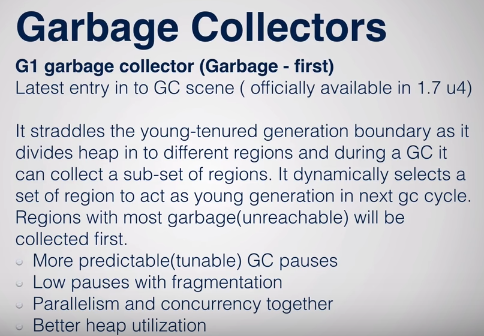 Garbage Collectors
G1 garbage collector (Garbage - first)
Latest entry in to GC scene ( officially available in 1.7 u4)
It straddles the young-tenured generation boundary as it
divides heap in to different regions and during a GC it
can collect a sub-set of regions. It dynamically selects a
set of region to act as young generation in next gc cycle.
Regions with most garbage(unreachable) will be
collected first.
More predictable(tunable) GC pauses
Low pauses with fragmentation
Parallelism and concurrency together
Better heap utilization